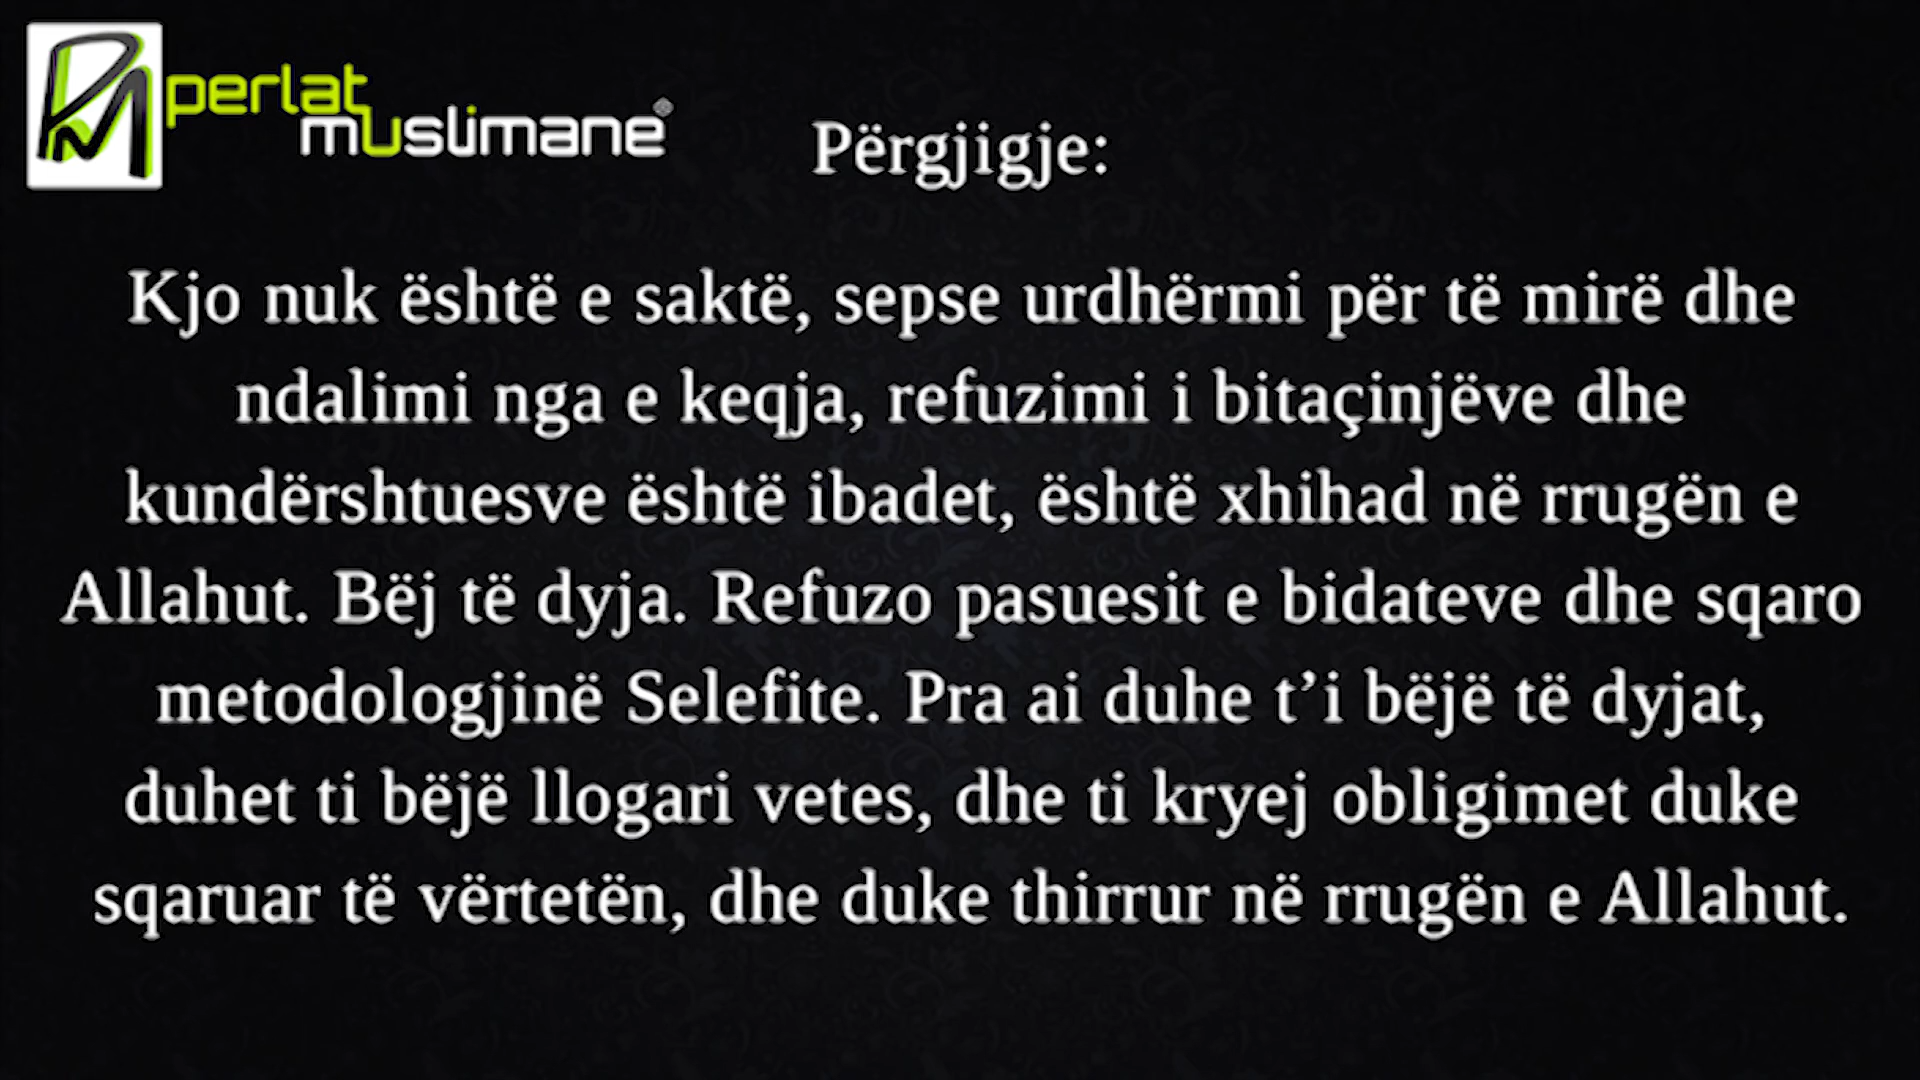 perlat
muslimane
Përgjigje:
Kjo nuk është e saktë, sepse urdhërmi për të mirë dhe
ndalimi nga e keqja, refuzimi i bitaçinjëve dhe
kundërshtuesve është ibadet, është xhihad në rrugën e
Allahut. Bëj të dyja. Refuzo pasuesit e bidateve dhe sqaro
metodologjinë Selefite. Pra ai duhe t’i bëjë të dyjat,
duhet ti bëjë llogari vetes, dhe ti kryej obligimet duke
sqaruar të vërtetën, dhe duke thirrur në rrugën e Allahut.